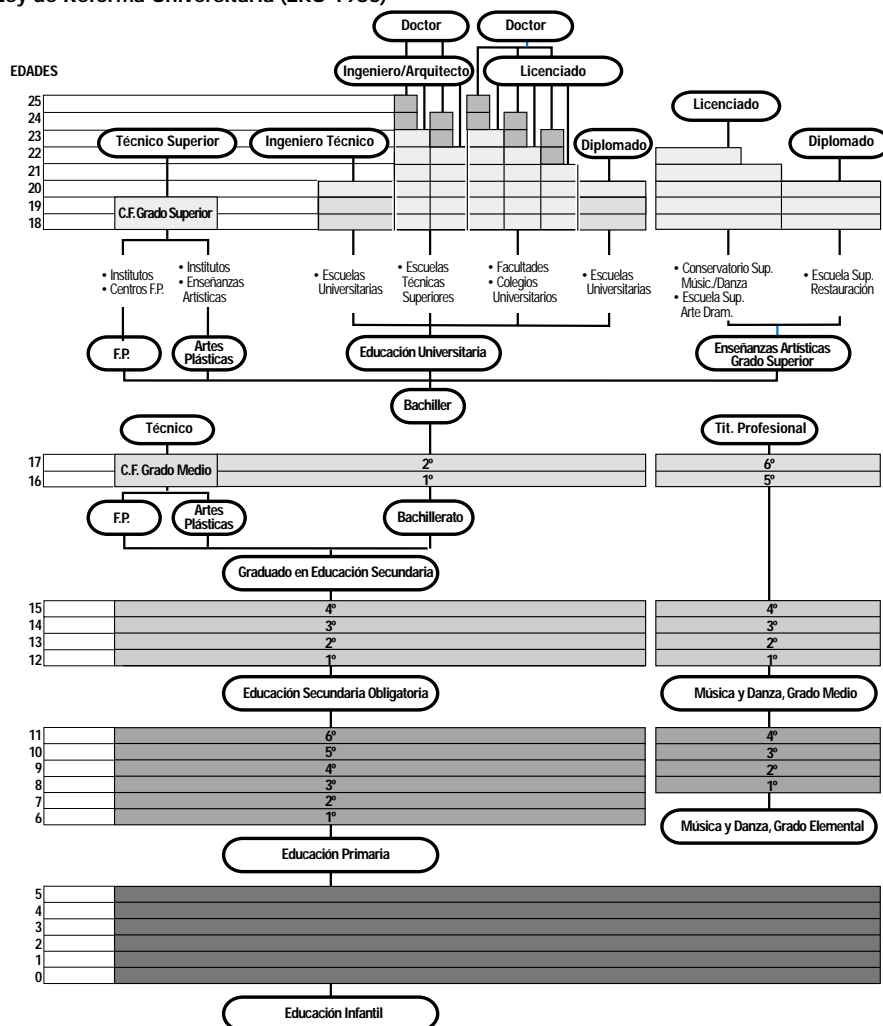 Ley de Reforma Universitaria (LRU 1983)
Doctor
Doctor
EDADES
Ingeniero/Arquitecto
Licenciado
25
24
23
22
21
20
19
18
Técnico Superior
Ingeniero Técnico
Diplomado
Licenciado
Diplomado
C.F. Grado Superior
• Institutos
• Centros F.P.
• Institutos
• Enseñanzas
Artísticas
• Escuelas
Universitarias
• Escuelas
Técnicas
Superiores
• Facultades
• Colegios
Universitarios
• Escuelas
Universitarias
• Conservatorio Sup.
Músic./Danza
• Escuela Sup.
Arte Dram.
• Escuela Sup.
Restauración
F.P.
Artes
Plásticas
Educación Universitaria
Enseñanzas Artísticas
Grado Superior
Bachiller
Técnico
Tit. Profesional
17
16
C.F. Grado Medio
2º
1º
6º
5º
F.P.
Artes
Plásticas
Bachillerato
Graduado en Educación Secundaria
15 4º 4º
14 3º 3º
13 2º 2º
12 1º 1º
Educación Secundaria Obligatoria
Música y Danza, Grado Medio
11 6º 4º
10 5º 3º
9 4º 2º
8 3º 1º
7 2º
6 1º
Música y Danza, Grado Elemental
Educación Primaria
5
4
3
2
1
0
Educación Infantil